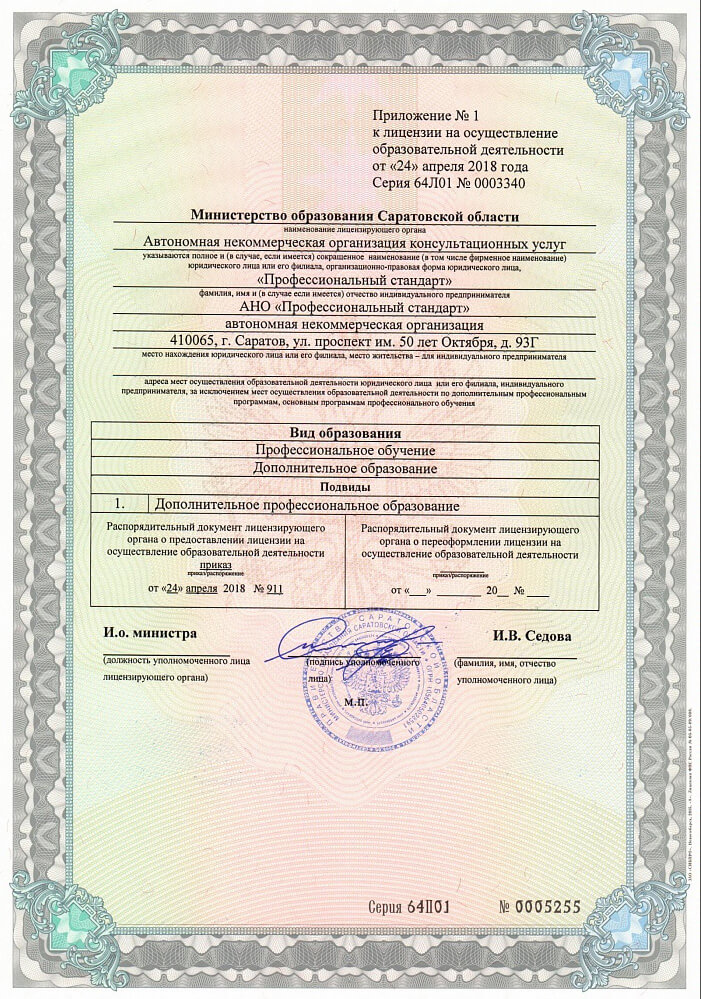 Приложение № 1
к лицензии на осуществление
образовательной деятельности
от «24» апреля 2018 года
Серия 64Л01 № 0003340
Министерство образования Саратовской области
наименование лицензирующего органа
Автономная некоммерческая организация консультационных услуг
указываются полное и (в случае, если имеется) сокращенное наименование (в том числе фирменное наименование)
юридического лица или его филиала, организационно-правовая форма юридического лица,
«Профессиональный стандарт»
фамилия, имя и (в случае если имеется) отчество индивидуального предпринимателя
АНО «Профессиональный стандарт»
автономная некоммерческая организация
410065, г. Саратов, ул. проспект им. 50 лет Октября, д. 93Г
место нахождения юридического лица или его филиала, место жительства – для индивидуального предпринимателя
адреса мест осуществления образовательной деятельности юридического лица или его филиала, индивидуального
предпринимателя, за исключением мест осуществления образовательной деятельности по дополнительным профессиональным
программам, основным программам профессионального обучения
Вид образования
Профессиональное обучение
Дополнительное образование
Подвиды
1. Дополнительное профессиональное образование
Распорядительный документ лицензирующего
органа о предоставлении лицензии на
осуществление образовательной деятельности
приказ
приказ/распоряжение
от «24» апреля 2018 № 911
Распорядительный документ лицензирующего
органа о переоформлении лицензии на
осуществление образовательной деятельности
приказ/распоряжение
от «__» ______ 20__ № ___
И.о. министра
И.В. Седова
(должность уполномоченного лица
лицензирующего органа)
(подпись уполномоченного
лица)
(фамилия, имя, отчество
уполномоченного лица)
М.П.
Серия 64П01 № 0005255